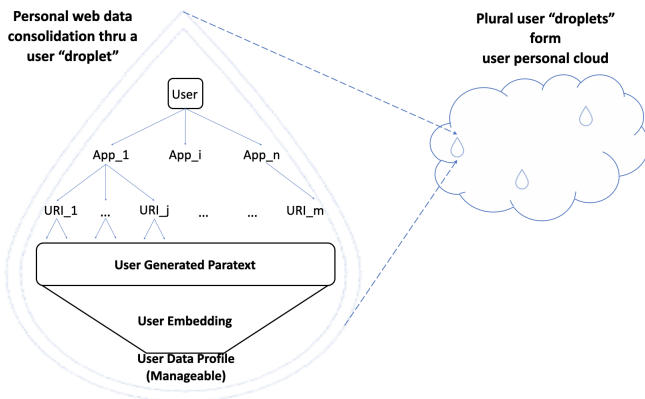 Personal web data
consolidation thru a
user “droplet”
Plural user “droplets”
form
user personal cloud
User
App_1 App_i App_n
URI_1 ... URI_j ... ... URI_m
User Generated Paratext
User Embedding
User Data Profile
(Manageable)